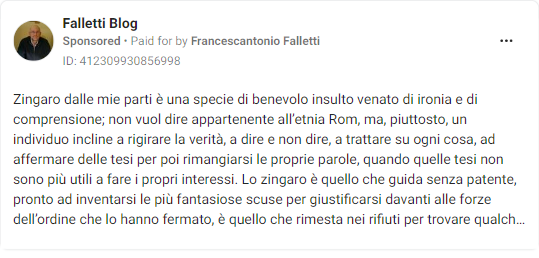 Falletti Blog
Sponsored • Paid for by Francescantonio Falletti
ID: 412309930856998
Zingaro dalle mie parti è una specie di benevolo insulto venato di ironia e di
comprensione; non vuol dire appartenente all'etnia Rom, ma, piuttosto, un
individuo incline a rigirare la verità, a dire e non dire, a trattare su ogni cosa, ad
affermare delle tesi per poi rimangiarsi le proprie parole, quando quelle tesi non
sono più utili a fare i propri interessi. Lo zingaro è quello che guida senza patente,
pronto ad inventarsi le più fantasiose scuse per giustificarsi davanti alle forze
dell'ordine che lo hanno fermato, è quello che rimesta nei rifiuti per trovare qualch...